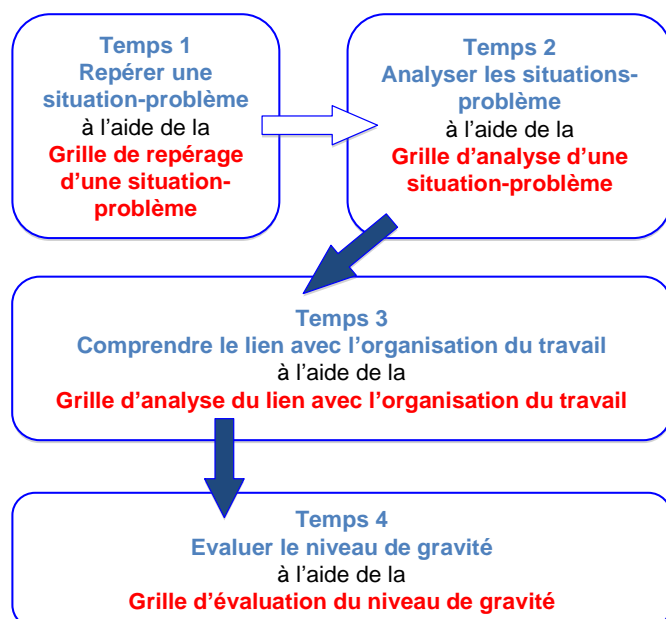 Temps 1
Repérer une
situation-problème
à l’aide de la
Grille de repérage
d’une situation-
problème
Temps 2
Analyser les situations-
problème
à l’aide de la
Grille d’analyse d’une
situation-problème
Temps 3
Comprendre le lien avec l’organisation du travail
à l’aide de la
Grille d’analyse du lien avec l’organisation du travail
Temps 4
Evaluer le niveau de gravité
à l’aide de la
Grille d’évaluation du niveau de gravité